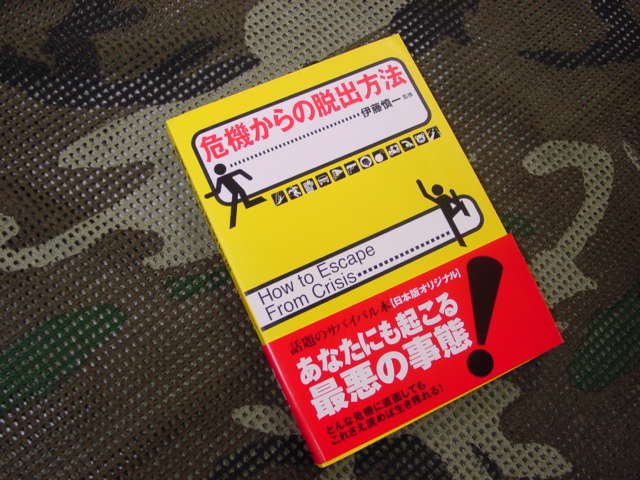 危機からの脱出方法
伊藤慎一 監修
How to Escape
From Crisis
話題のサバイバル本[日本版オリジナル]
あなたにも起こる
最悪の事態!
どんな危機に直面しても
これさえ読めば生き残れる!